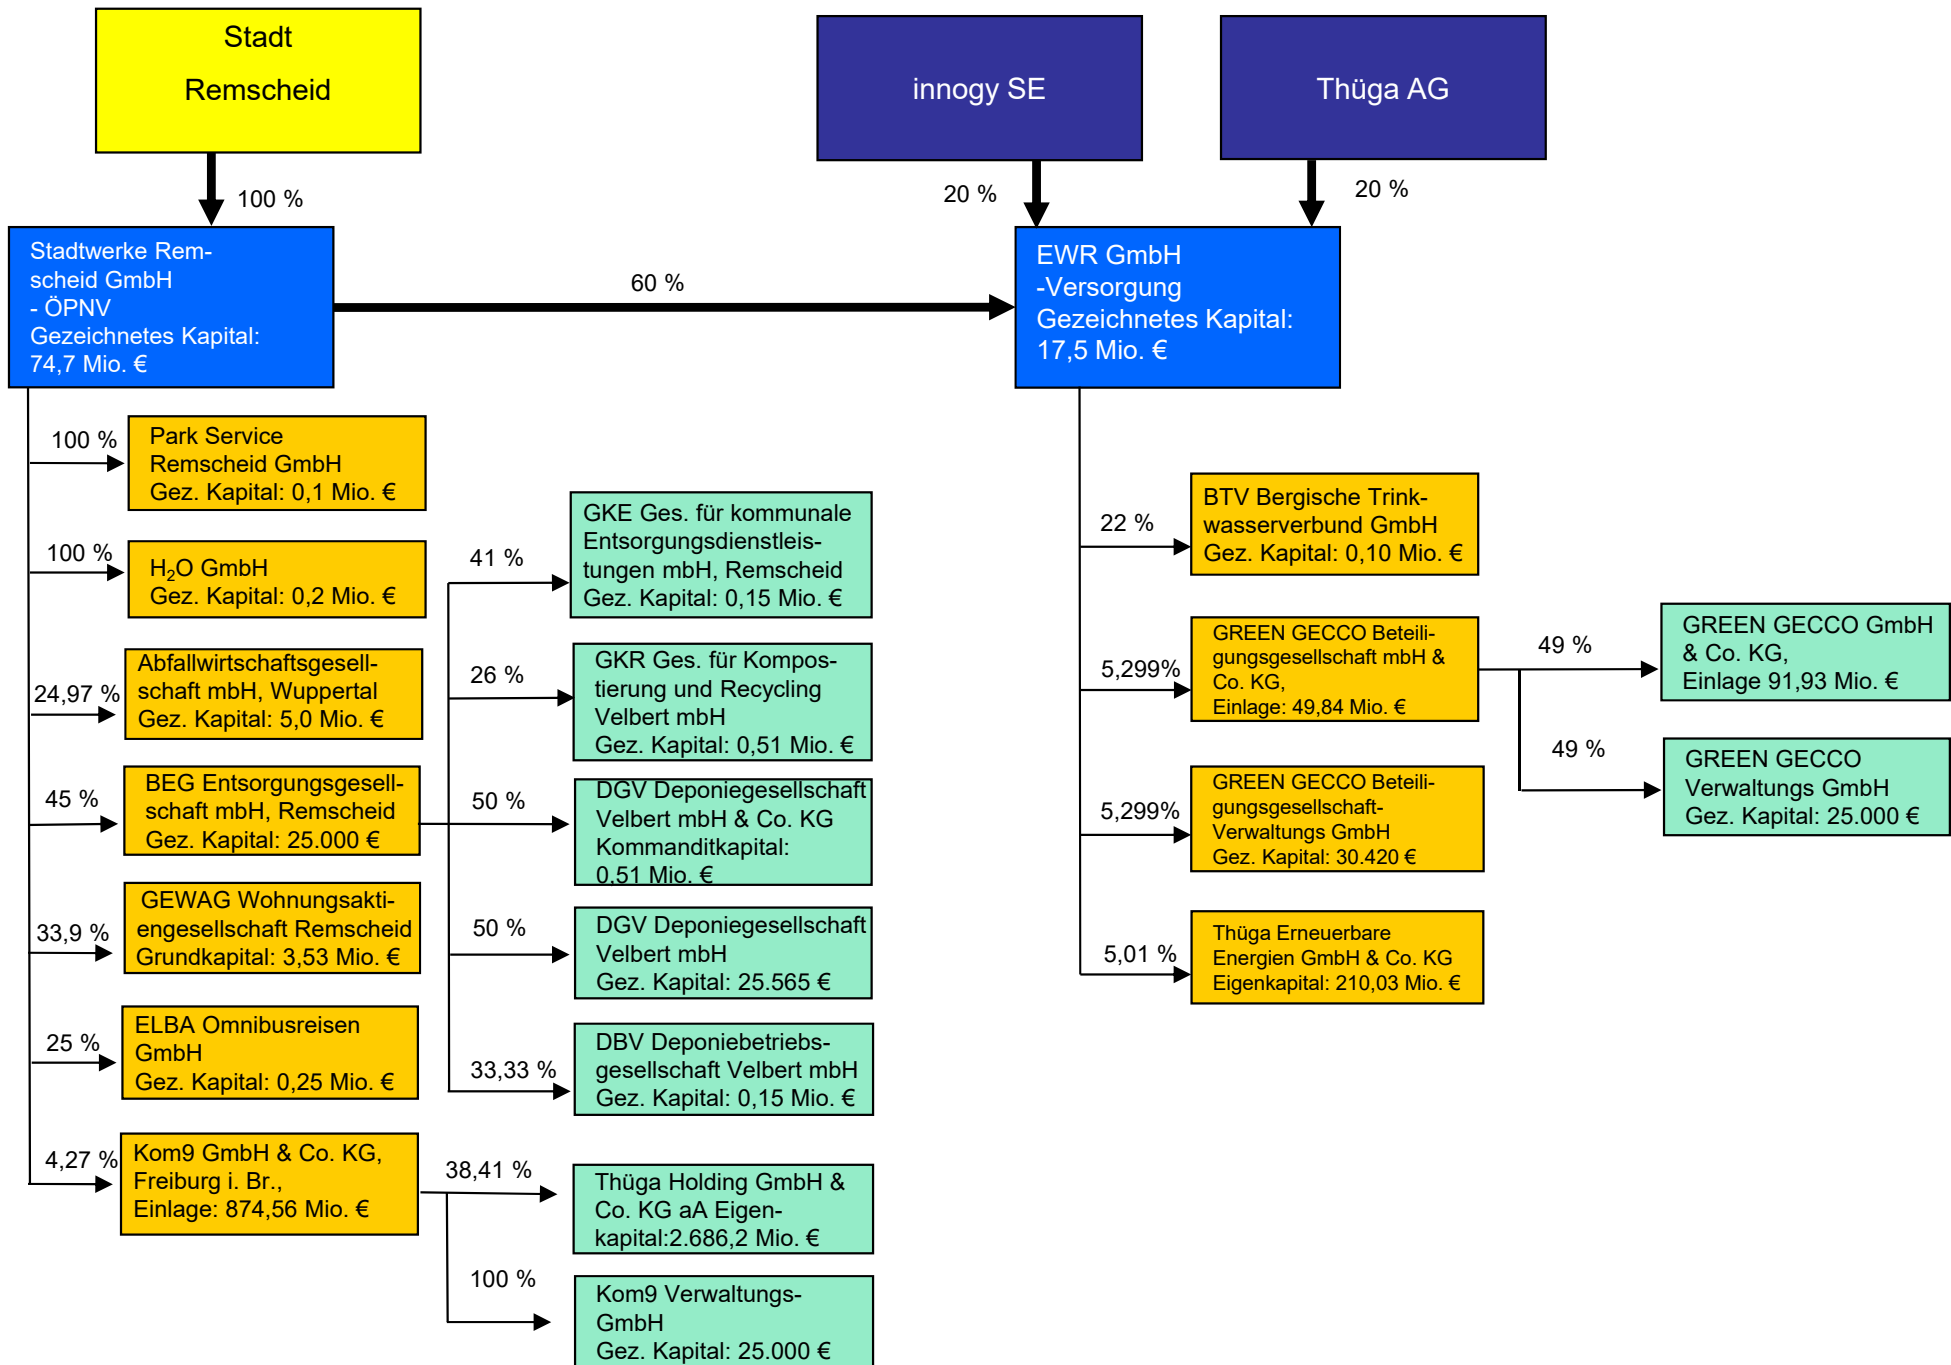 Stadt
Remscheid
innogy SE
Thüga AG
100 %
20 %
20 %
Stadtwerke Rem-
scheid GmbH
- ÖPNV
Gezeichnetes Kapital:
74,7 Mio. €
60 %
EWR GmbH
-Versorgung
Gezeichnetes Kapital:
17,5 Mio. €
100 %
Park Service
Remscheid GmbH
Gez. Kapital: 0,1 Mio. €
100 %
H₂O GmbH
Gez. Kapital: 0,2 Mio. €
24,97 %
Abfallwirtschaftsgesell-
schaft mbH, Wuppertal
Gez. Kapital: 5,0 Mio. €
45 %
BEG Entsorgungsgesell-
schaft mbH, Remscheid
Gez. Kapital: 25.000 €
33,9 %
GEWAG Wohnungsakti-
engesellschaft Remscheid
Grundkapital: 3,53 Mio. €
25 %
ELBA Omnibusreisen
GmbH
Gez. Kapital: 0,25 Mio. €
4,27 %
Kom9 GmbH & Co. KG,
Freiburg i. Br.,
Einlage: 874,56 Mio. €
41 %
GKE Ges. für kommunale
Entsorgungsdienstleis-
tungen mbH, Remscheid
Gez. Kapital: 0,15 Mio. €
26 %
GKR Ges. für Kompos-
tierung und Recycling
Velbert mbH
Gez. Kapital: 0,51 Mio. €
50 %
DGV Deponiegesellschaft
Velbert mbH & Co. KG
Kommanditkapital:
0,51 Mio. €
50 %
DGV Deponiegesellschaft
Velbert mbH
Gez. Kapital: 25.565 €
33,33 %
DBV Deponiebetriebs-
gesellschaft Velbert mbH
Gez. Kapital: 0,15 Mio. €
38,41 %
Thüga Holding GmbH &
Co. KG aA Eigen-
kapital:2.686,2 Mio. €
100 %
Kom9 Verwaltungs-
GmbH
Gez. Kapital: 25.000 €
22 %
BTV Bergische Trink-
wasserverbund GmbH
Gez. Kapital: 0,10 Mio. €
5,299%
GREEN GECCO Beteili-
gungsgesellschaft mbH &
Co. KG,
Einlage: 49,84 Mio. €
5,299%
GREEN GECCO Beteili-
gungsgesellschaft-
Verwaltungs GmbH
Gez. Kapital: 30.420 €
5,01 %
Thüga Erneuerbare
Energien GmbH & Co. KG
Eigenkapital: 210,03 Mio. €
49 %
GREEN GECCO GmbH
& Co. KG,
Einlage 91,93 Mio. €
49 %
GREEN GECCO
Verwaltungs GmbH
Gez. Kapital: 25.000 €